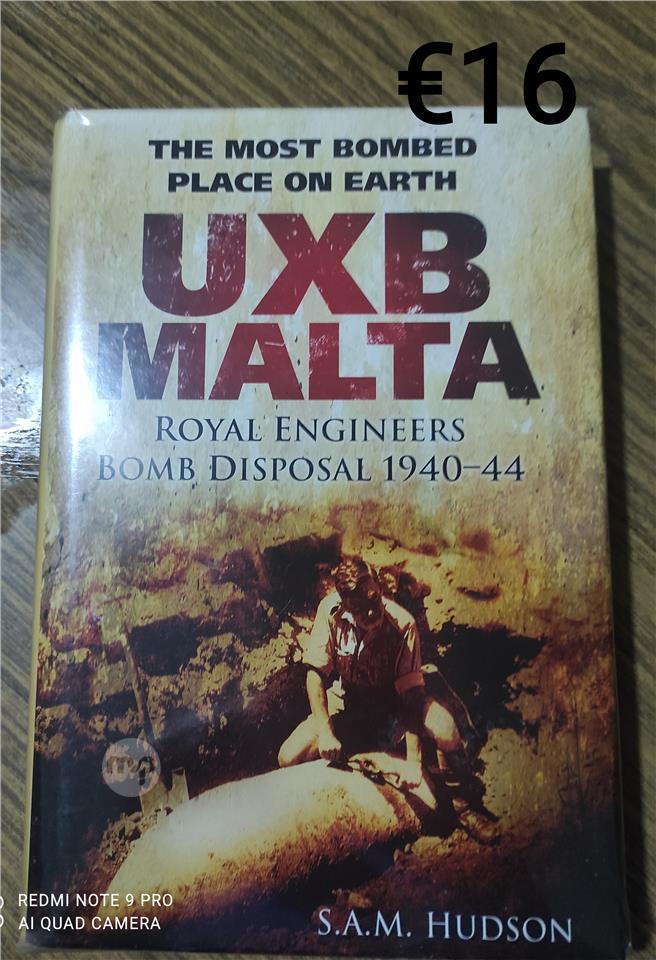 €16
THE MOST BOMBED
PLACE ON EARTH
UXB
MALTA
ROYAL ENGINEERS
BOMB DISPOSAL 1940–44
mp
REDMI NOTE 9 PRO
AI QUAD CAMERA
S.A.M. HUDSON